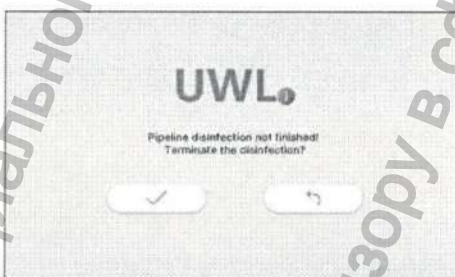 UWL
Pipeline disinfection not finished!
Terminate the disinfection?